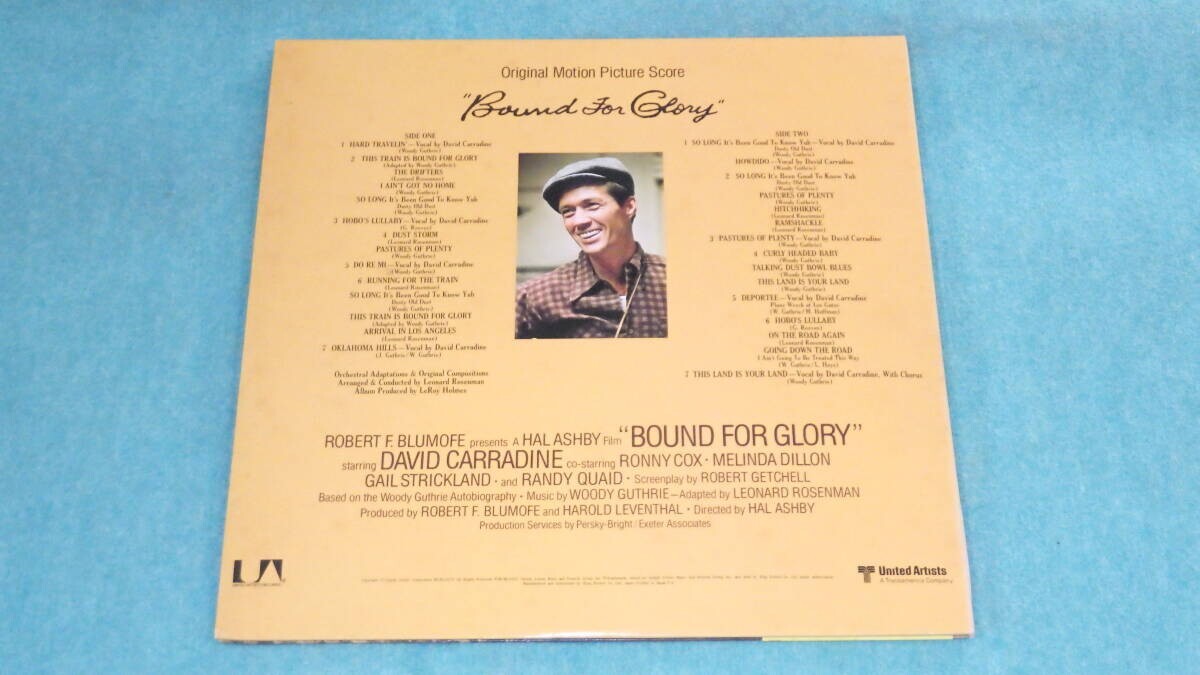 Original Motion Picture Score
"Bound For Glory"
SIDE ONE
1 HARD TRAVELIN'—Vocal by David Carradine
(Woody Guthrie)
2 THIS TRAIN IS BOUND FOR GLORY
(Adapted by Woody Guthrie)
THE DRIFTERS
(Leonard Rosenman)
I AIN'T GOT NO HOME
(Woody Guthrie)
SO LONG It's Been Good To Know Yuh
Dusty Old Dust
(Woody Guthrie)
3 HOBO'S LULLABY—Vocal by David Carradine
(G. Reeves)
4 DUST STORM
(Leonard Rosenman)
PASTURES OF PLENTY
(Woody Guthrie)
5 DO RE MI—Vocal by David Carradine
(Woody Guthrie)
6 RUNNING FOR THE TRAIN
(Leonard Rosenman)
SO LONG It's Been Good To Know Yuh
Dusty Old Dust
(Woody Guthrie)
THIS TRAIN IS BOUND FOR GLORY
(Adapted by Woody Guthrie)
ARRIVAL IN LOS ANGELES
(Leonard Rosenman)
7 OKLAHOMA HILLS—Vocal by David Carradine
(J. Guthrie/W. Guthrie)
Orchestral Adaptations & Original Compositions
Arranged & Conducted by Leonard Rosenman
Album Produced by LeRoy Holmes
SIDE TWO
1 SO LONG It's Been Good To Know Yuh—Vocal by David Carradine
Dusty Old Dust
(Woody Guthrie)
HOWDIDO—Vocal by David Carradine
(Woody Guthrie)
2 SO LONG It's Been Good To Know Yuh
Dusty Old Dust
(Woody Guthrie)
PASTURES OF PLENTY
(Woody Guthrie)
HITCHHIKING
(Leonard Rosenman)
RAMSHACKLE
(Leonard Rosenman)
3 PASTURES OF PLENTY—Vocal by David Carradine
(Woody Guthrie)
4 CURLY HEADED BABY
(Woody Guthrie)
TALKING DUST BOWL BLUES
(Woody Guthrie)
THIS LAND IS YOUR LAND
(Woody Guthrie)
5 DEPORTEE—Vocal by David Carradine
Plane Wreck at Los Gatos
(W. Guthrie/M. Hoffman)
6 HOBO'S LULLABY
(G. Reeves)
ON THE ROAD AGAIN
(Leonard Rosenman)
GOING DOWN THE ROAD
I Ain't Going To Be Treated This Way
(W. Guthrie/L. Hays)
7 THIS LAND IS YOUR LAND—Vocal by David Carradine, With Chorus
(Woody Guthrie)
ROBERT F. BLUMOFE presents A HAL ASHBY Film "BOUND FOR GLORY"
starring DAVID CARRADINE co-starring RONNY COX · MELINDA DILLON
GAIL STRICKLAND · and RANDY QUAID · Screenplay by ROBERT GETCHELL
Based on the Woody Guthrie Autobiography · Music by WOODY GUTHRIE—Adapted by LEONARD ROSENMAN
Produced by ROBERT F. BLUMOFE and HAROLD LEVENTHAL · Directed by HAL ASHBY
Production Services by Persky-Bright/Exeter Associates
UA
United Artists
A Transamerica Company